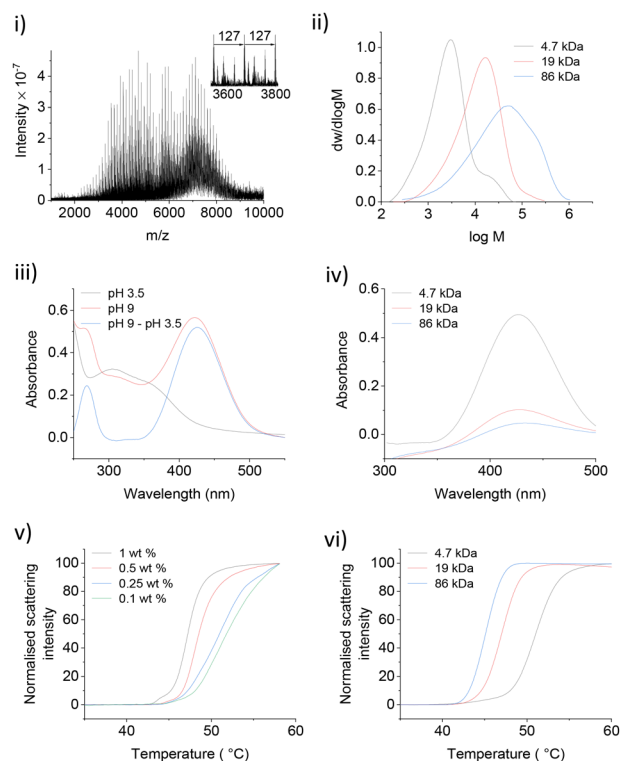 i)
Intensity × 10⁻⁷
5
4
3
2
1
0
2000 4000 6000 8000 10000
m/z
127 127
3600 3800
ii)
dw/dlogM
1.0
0.8
0.6
0.4
0.2
0.0
2 3 4 5 6
log M
4.7 kDa
19 kDa
86 kDa
iii)
Absorbance
0.6
0.4
0.2
0.0
300 400 500
Wavelength (nm)
pH 3.5
pH 9
pH 9 - pH 3.5
iv)
Absorbance
0.6
0.4
0.2
0.0
300 400 500
Wavelength (nm)
4.7 kDa
19 kDa
86 kDa
v)
Normalised scattering
intensity
100
80
60
40
20
0
40 50 60
Temperature ( °C)
1 wt %
0.5 wt %
0.25 wt %
0.1 wt %
vi)
Normalised scattering
intensity
100
80
60
40
20
0
40 50 60
Temperature ( °C)
4.7 kDa
19 kDa
86 kDa